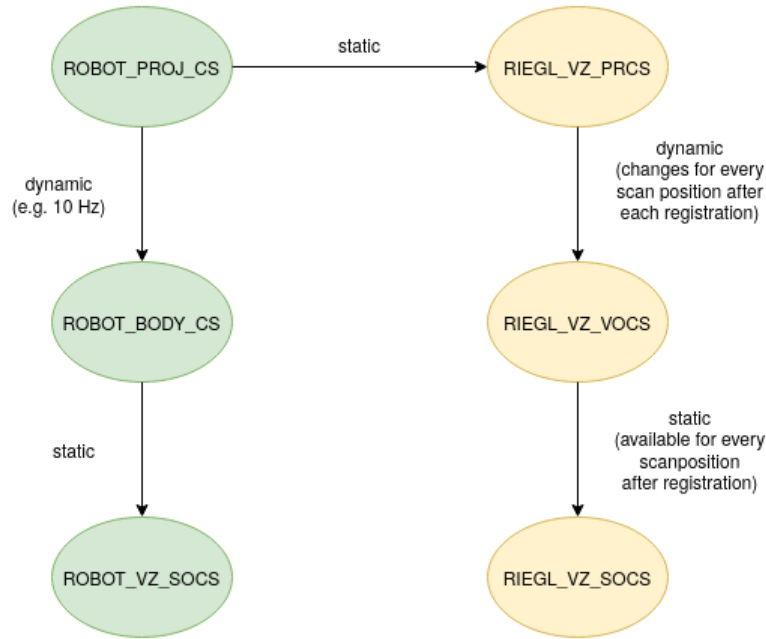 ROBOT_PROJ_CS
static
RIEGL_VZ_PRCS
dynamic
(e.g. 10 Hz)
dynamic
(changes for every
scan position after
each registration)
ROBOT_BODY_CS
RIEGL_VZ_VOCS
static
static
(available for every
scanposition
after registration)
ROBOT_VZ_SOCS
RIEGL_VZ_SOCS